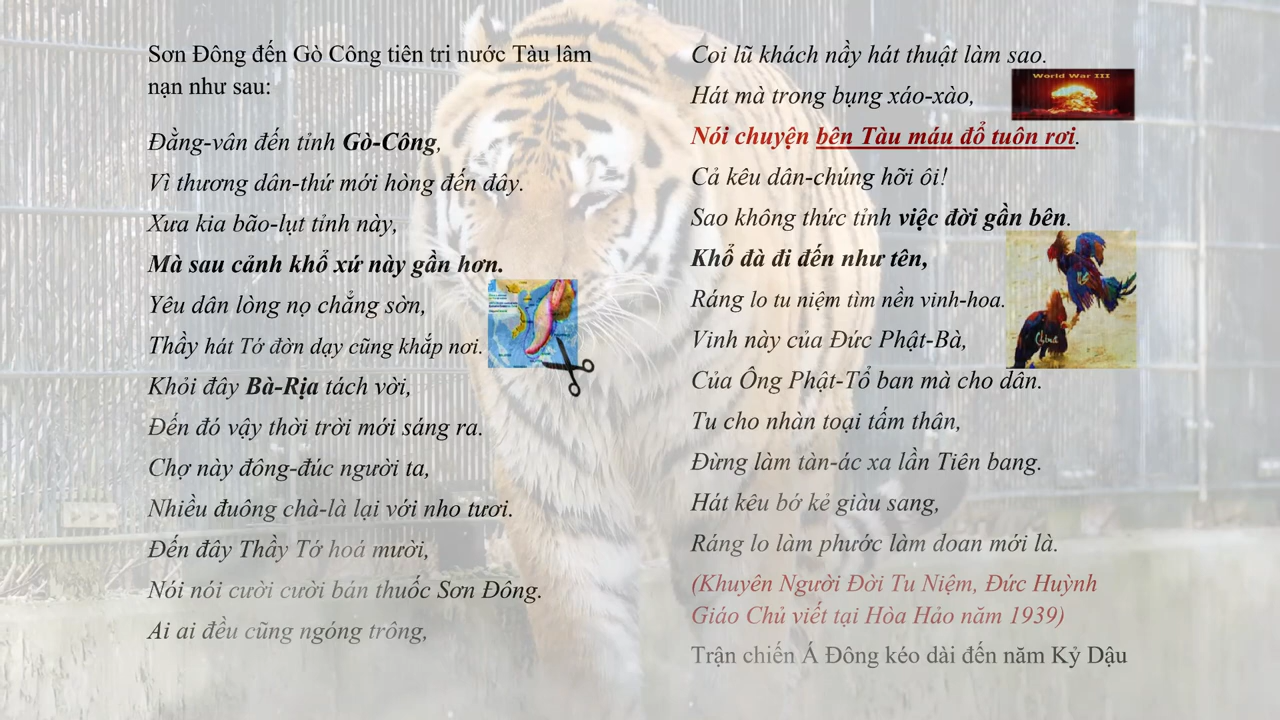 Sơn Đông đến Gò Công tiên tri nước Tàu lâm
nạn như sau:
Đằng-vân đến tỉnh Gò-Công,
Vì thương dân-thứ mới hòng đến đây.
Xưa kia bão-lụt tỉnh này,
Mà sau cảnh khổ xứ này gần hơn.
Yêu dân lòng nọ chẳng sờn,
Thầy hát Tớ đờn dạy cũng khắp nơi.
Khỏi đây Bà-Rịa tách vời,
Đến đó vậy thời trời mới sáng ra.
Chợ này đông-đúc người ta,
Nhiều đuông chà-là lại với nho tươi.
Đến đây Thầy Tớ hoá mười,
Nói nói cười cười bán thuốc Sơn Đông.
Ai ai đều cũng ngóng trông,
Coi lũ khách nầy hát thuật làm sao.
World War III
Hát mà trong bụng xáo-xào,
Nói chuyện bên Tàu máu đổ tuôn rơi.
Cả kêu dân-chúng hỡi ôi!
Sao không thức tỉnh việc đời gần bên.
Khổ đà đi đến như tên,
Ráng lo tu niệm tìm nền vinh-hoa.
Vinh này của Đức Phật-Bà,
Của Ông Phật-Tổ ban mà cho dân.
Tu cho nhàn toại tấm thân,
Đừng làm tàn-ác xa lần Tiên bang.
Hát kêu bớ kẻ giàu sang,
Ráng lo làm phước làm doan mới là.
(Khuyên Người Đời Tu Niệm, Đức Huỳnh
Giáo Chủ viết tại Hòa Hảo năm 1939)
Trận chiến Á Đông kéo dài đến năm Kỷ Dậu